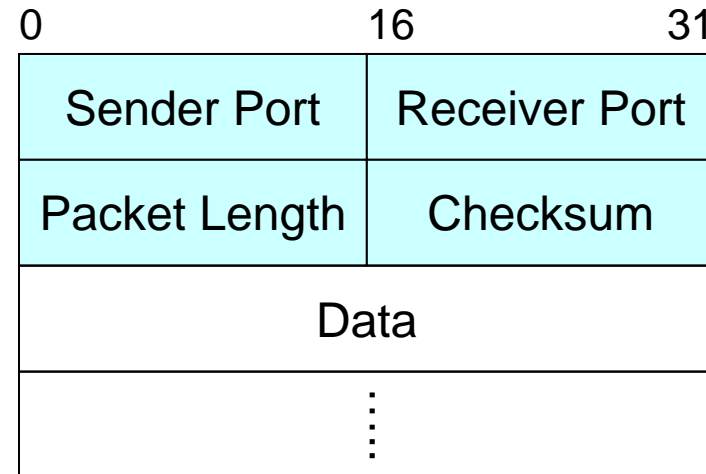 0 16 31
Sender Port Receiver Port
Packet Length Checksum
Data